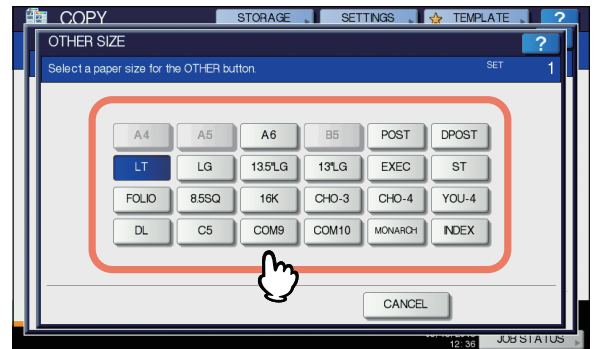 COPY STORAGE SETTINGS TEMPLATE ?
OTHER SIZE ?
Select a paper size for the OTHER button. SET 1
A4 A5 A6 B5 POST DPOST
LT LG 13.5"LG 13"LG EXEC ST
FOLIO 8.5SQ 16K CHO-3 CHO-4 YOU-4
DL C5 COM9 COM10 MONARCH INDEX
CANCEL
12:36 JOB STATUS